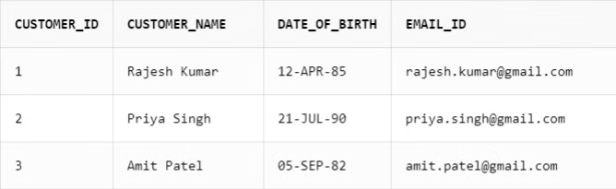 CUSTOMER_ID CUSTOMER_NAME DATE_OF_BIRTH EMAIL_ID
1 Rajesh Kumar 12-APR-85 rajesh.kumar@gmail.com
2 Priya Singh 21-JUL-90 priya.singh@gmail.com
3 Amit Patel 05-SEP-82 amit.patel@gmail.com